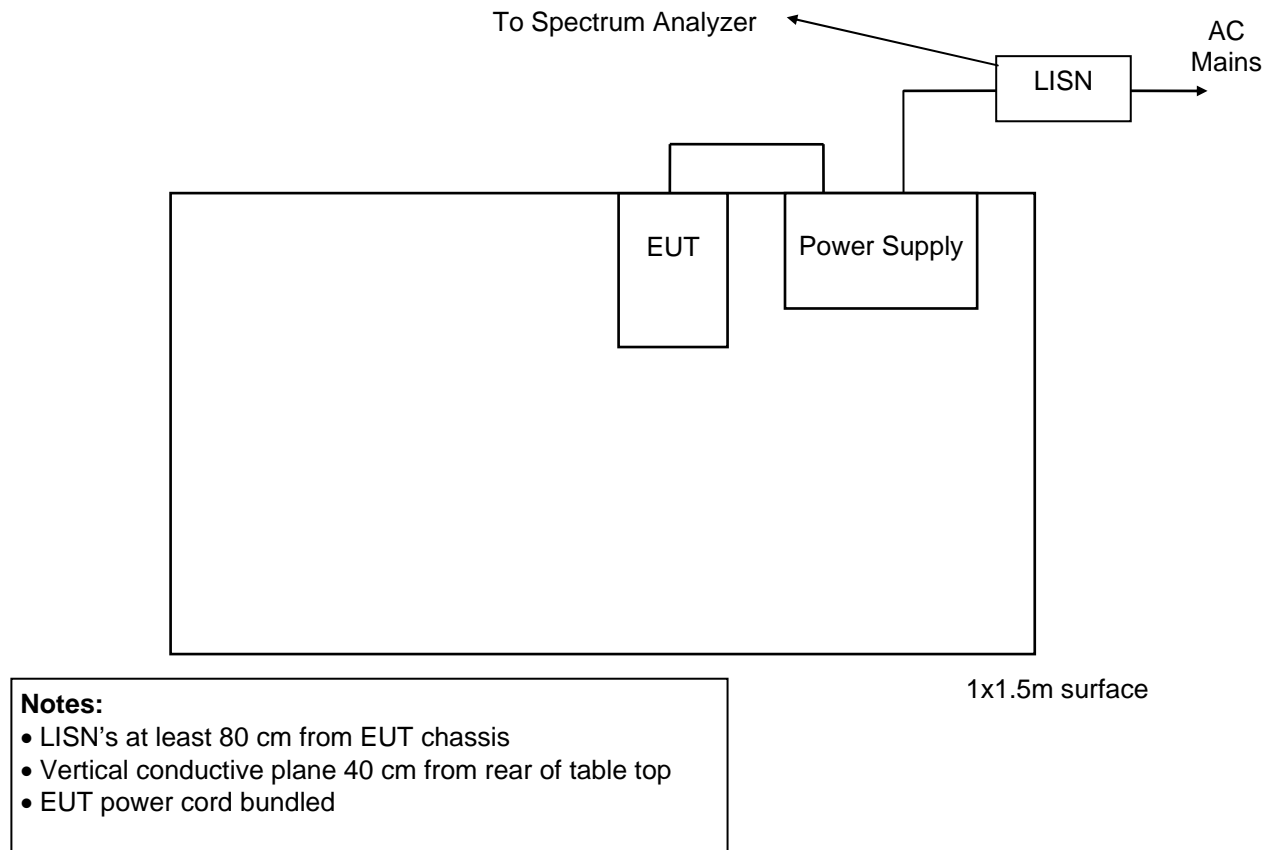 To Spectrum Analyzer
AC
Mains
LISN
EUT
Power Supply
1x1.5m surface
Notes:
• LISN’s at least 80 cm from EUT chassis
• Vertical conductive plane 40 cm from rear of table top
• EUT power cord bundled